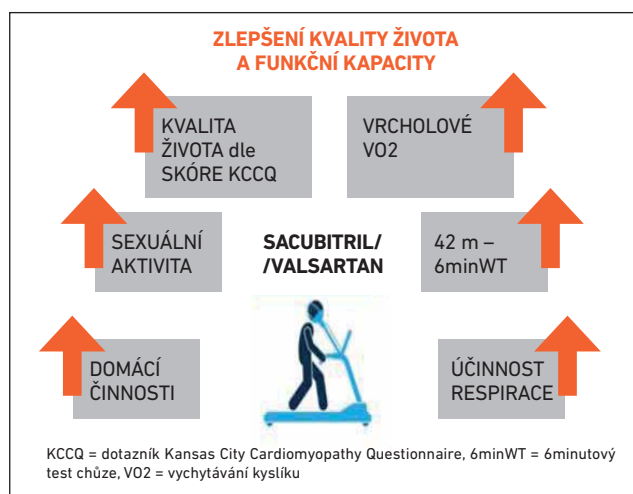 ZLEPŠENÍ KVALITY ŽIVOTA
A FUNKČNÍ KAPACITY
KVALITA
ŽIVOTA dle
SKÓRE KCCQ
VRCHOLOVÉ
VO2
SEXUÁLNÍ
AKTIVITA
SACUBITRIL/
/VALSARTAN
42 m –
6minWT
DOMÁCÍ
ČINNOSTI
ÚČINNOST
RESPIRACE
KCCQ = dotazník Kansas City Cardiomyopathy Questionnaire, 6minWT = 6minutový
test chůze, VO2 = vychytávání kyslíku